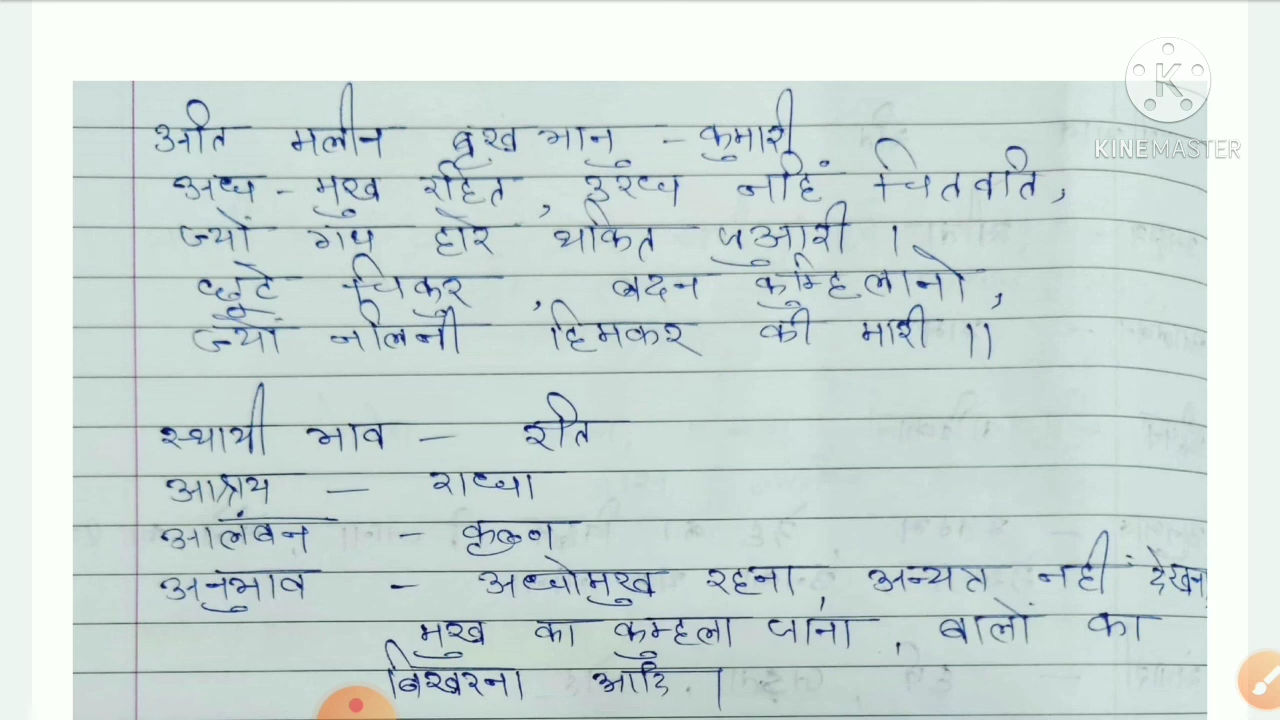 KINEMASTER
अति मलीन बृखभानु - कुमारी
अध - मुख रहित, उरध नहिं चितवति,
ज्यों गथ हारे थकित जुआरी ।
छूटे चिकुर, बदन कुम्हिलानो,
ज्यों नलिनी हिमकर की मारी ।।
स्थायी भाव - रति
आश्रय - राधा
आलंबन - कृष्ण
अनुभाव - अधोमुख रहना, अन्यत्र नहीं देखना,
मुख का कुम्हला जाना, बालों का
बिखरना आदि ।